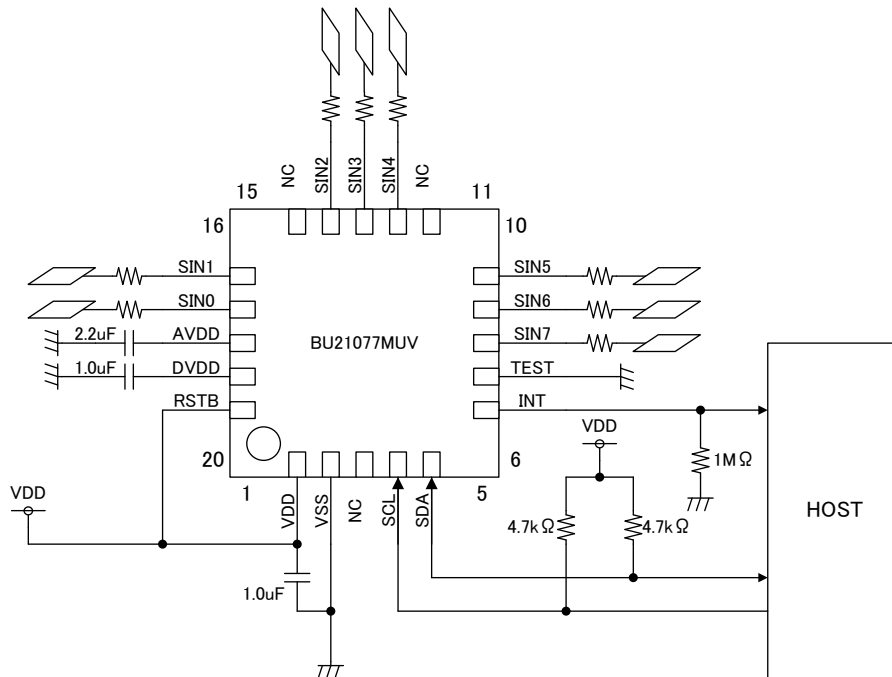 NC
SIN2
SIN3
SIN4
NC
15
11
16
10
SIN1
SIN5
SIN0
SIN6
2.2uF
AVDD
BU21077MUV
SIN7
1.0uF
DVDD
TEST
RSTB
INT
VDD
20
6
1MΩ
1
5
VDD
VDD
VSS
NC
SCL
SDA
4.7kΩ
4.7kΩ
HOST
1.0uF